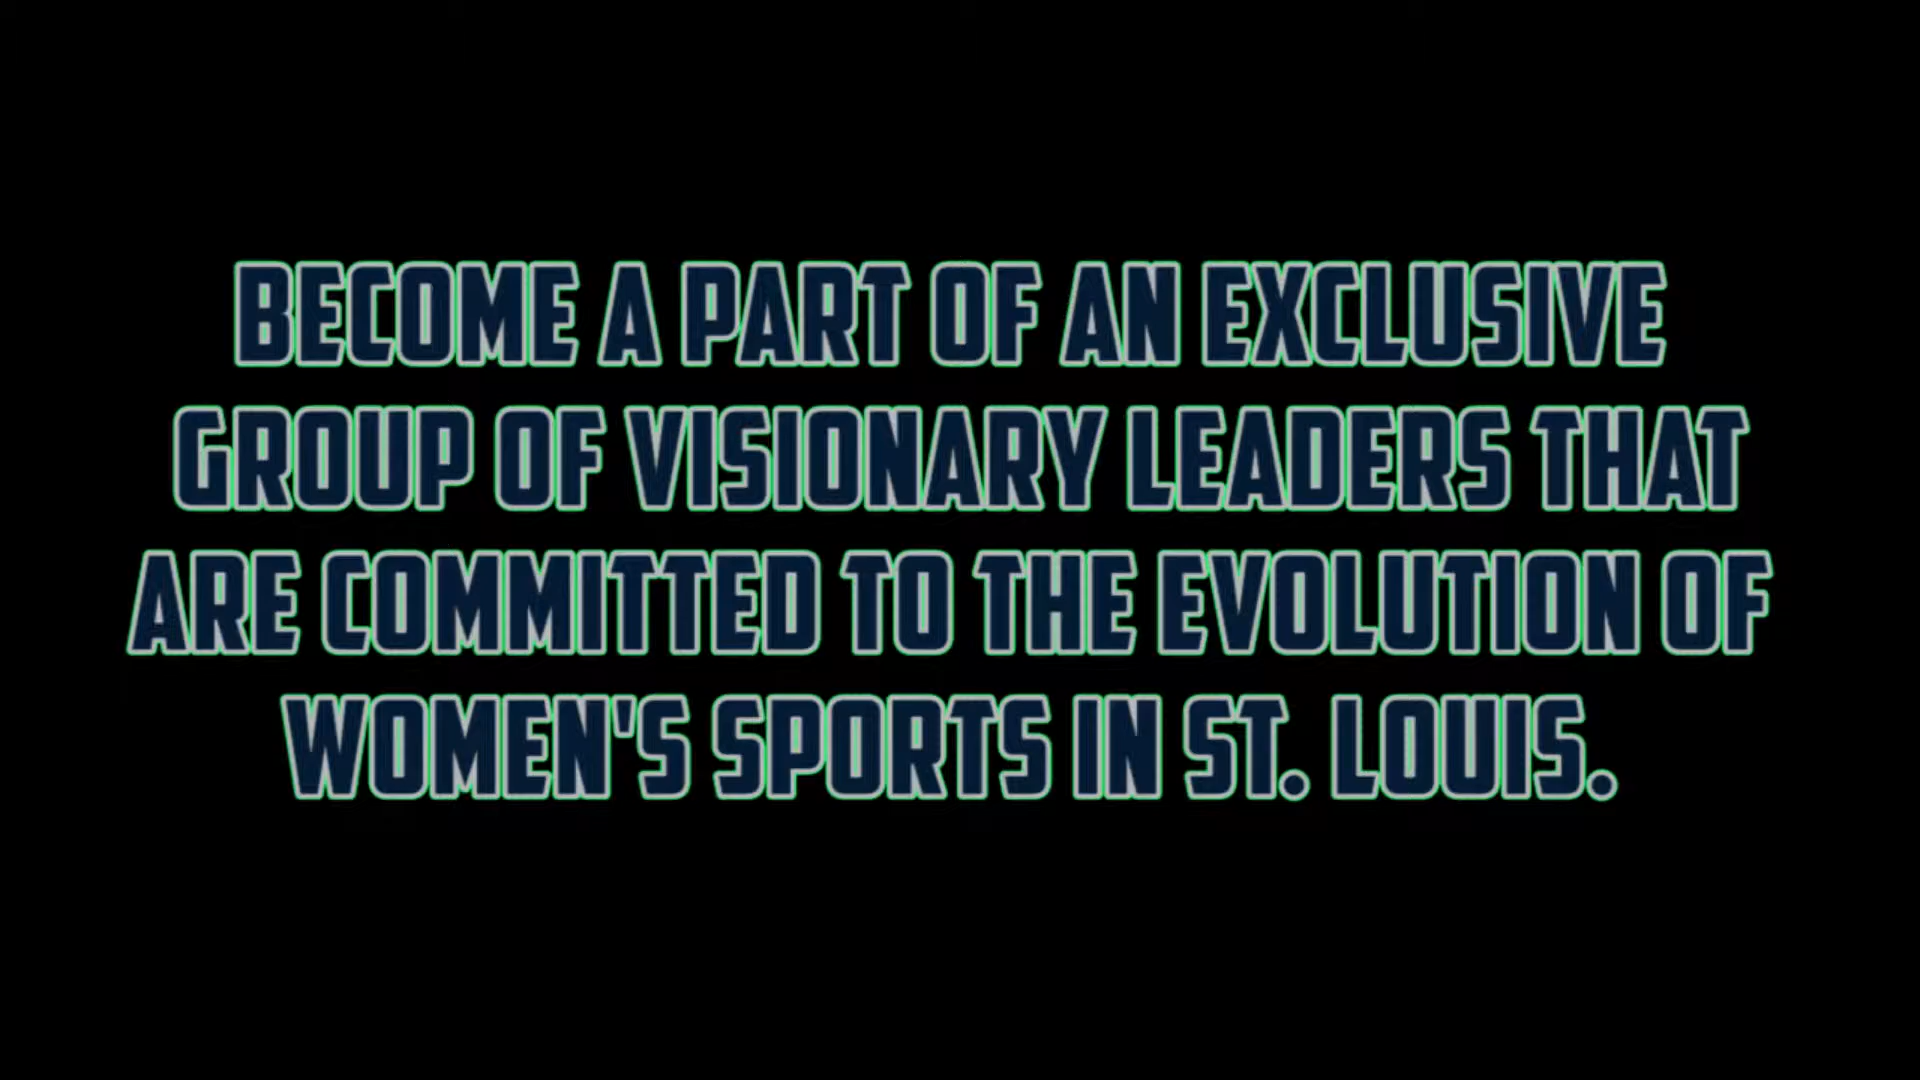 BECOME A PART OF AN EXCLUSIVE
GROUP OF VISIONARY LEADERS THAT
ARE COMMITTED TO THE EVOLUTION OF
WOMEN'S SPORTS IN ST. LOUIS.